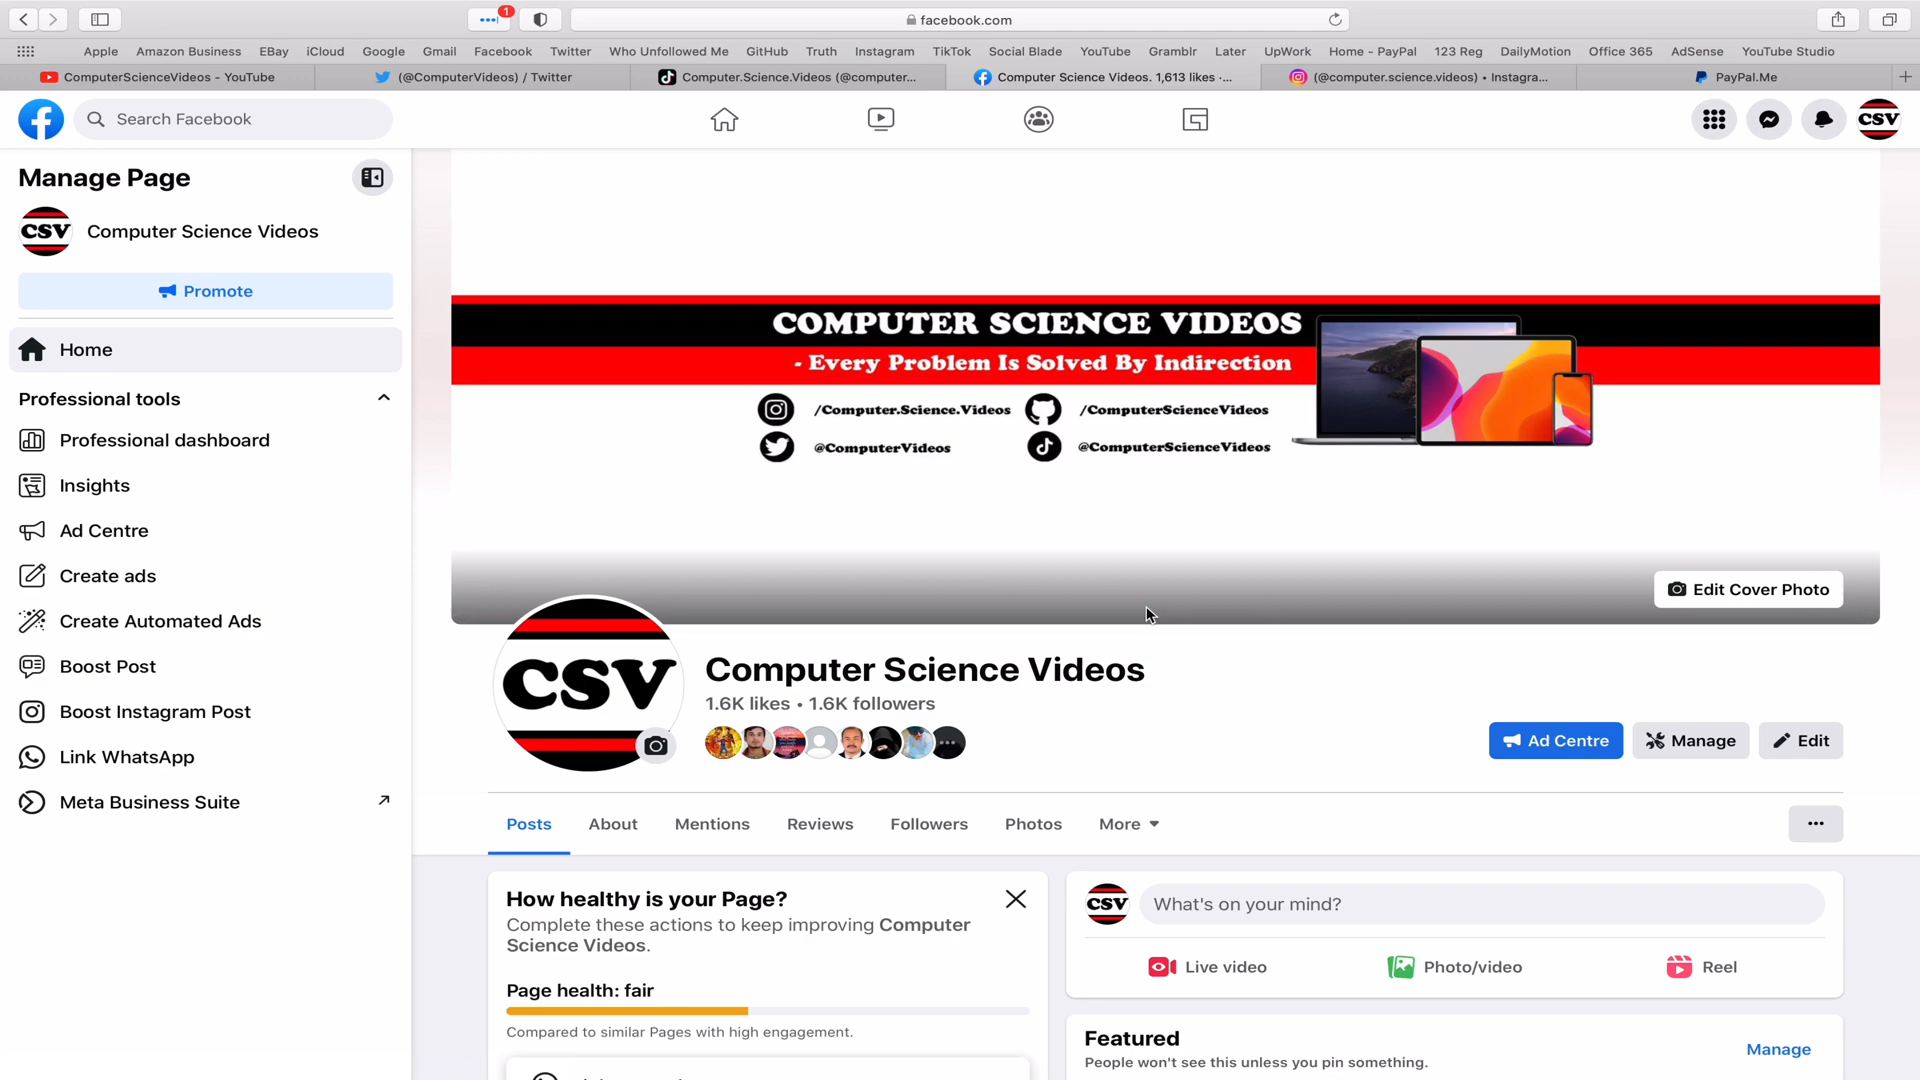 1
facebook.com
Apple Amazon Business EBay iCloud Google Gmail Facebook Twitter Who Unfollowed Me GitHub Truth Instagram TikTok Social Blade YouTube Gramblr Later UpWork Home - PayPal 123 Reg DailyMotion Office 365 AdSense YouTube Studio
ComputerScienceVideos - YouTube (@ComputerVideos) / Twitter Computer.Science.Videos (@computer... Computer Science Videos. 1,613 likes ·... (@computer.science.videos) • Instagra... PayPal.Me
Search Facebook
CSV
Manage Page
CSV Computer Science Videos
Promote
Home
Professional tools
Professional dashboard
Insights
Ad Centre
Create ads
Create Automated Ads
Boost Post
Boost Instagram Post
Link WhatsApp
Meta Business Suite
COMPUTER SCIENCE VIDEOS
- Every Problem Is Solved By Indirection
/Computer.Science.Videos /ComputerScienceVideos
@ComputerVideos @ComputerScienceVideos
Edit Cover Photo
CSV
Computer Science Videos
1.6K likes • 1.6K followers
Ad Centre Manage Edit
Posts About Mentions Reviews Followers Photos More
How healthy is your Page?
Complete these actions to keep improving Computer
Science Videos.
Page health: fair
Compared to similar Pages with high engagement.
CSV What's on your mind?
Live video Photo/video Reel
Featured
People won't see this unless you pin something.
Manage